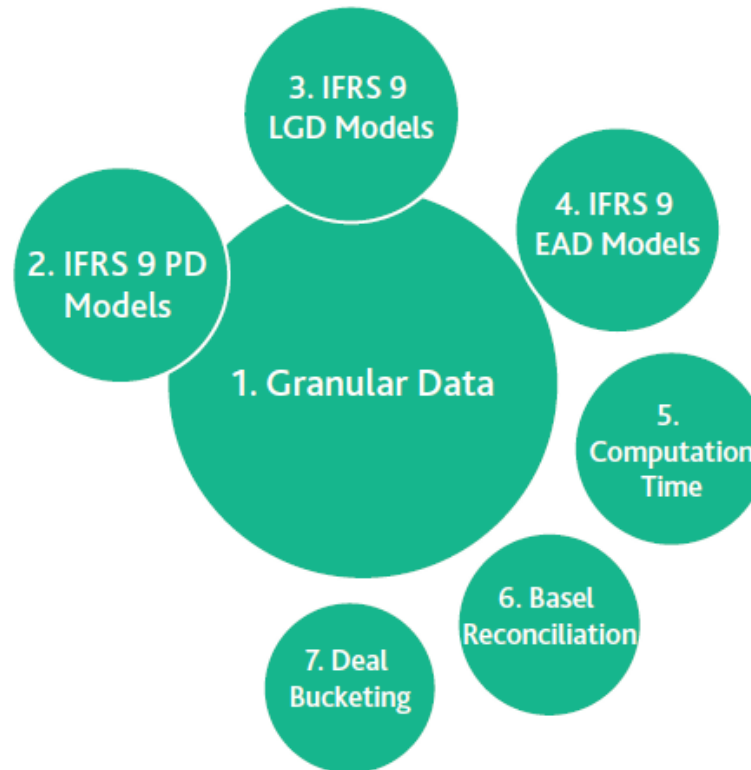 1. Granular Data
2. IFRS 9 PD
Models
3. IFRS 9
LGD Models
4. IFRS 9
EAD Models
5.
Computation
Time
6. Basel
Reconciliation
7. Deal
Bucketing